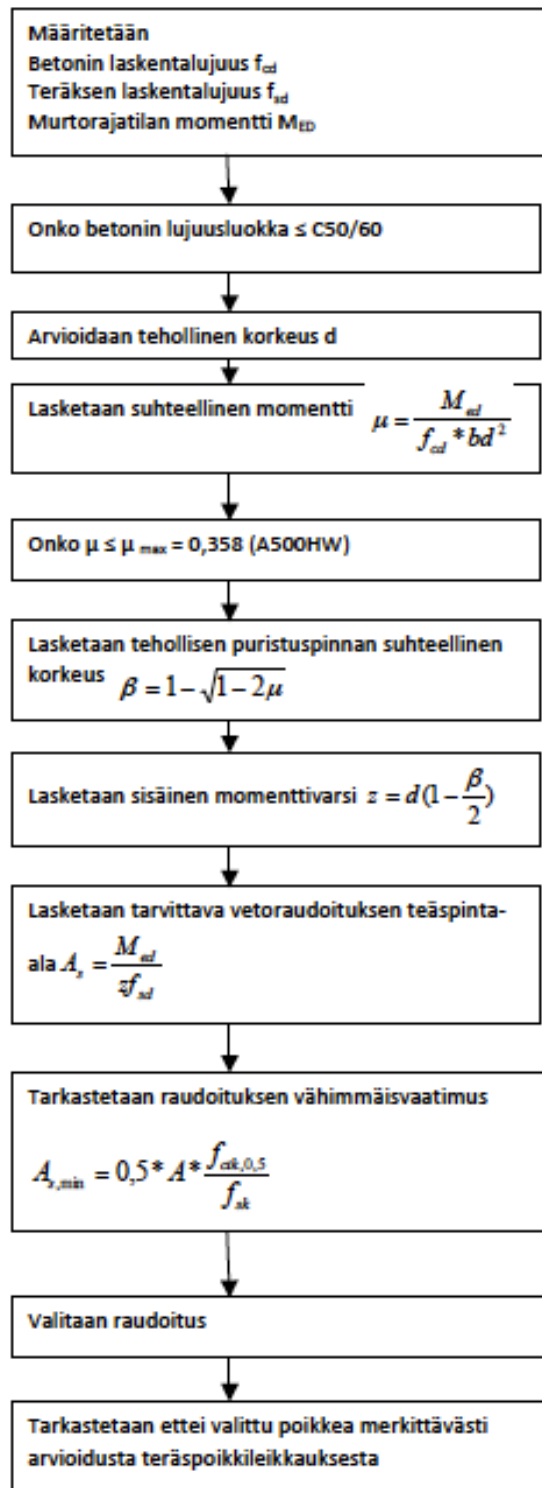 Määritetään
Betonin laskentalujuus f_cd
Teräksen laskentalujuus f_sd
Murtorajatilan momentti M_ED
Onko betonin lujuusluokka ≤ C50/60
Arvioidaan tehollinen korkeus d
Lasketaan suhteellinen momentti μ = M_ed / (f_cd * bd²)
Onko μ ≤ μ_max = 0,358 (A500HW)
Lasketaan tehollisen puristuspinnan suhteellinen
korkeus β = 1 − √(1 − 2μ)
Lasketaan sisäinen momenttivarsi z = d(1 − β/2)
Lasketaan tarvittava vetoraudoituksen teäspinta-
ala A_s = M_ed / (zf_sd)
Tarkastetaan raudoituksen vähimmäisvaatimus
A_s,min = 0,5 * A * f_ctk,0,5 / f_sk
Valitaan raudoitus
Tarkastetaan ettei valittu poikkea merkittävästi
arvioidusta teräspoikkileikkauksesta